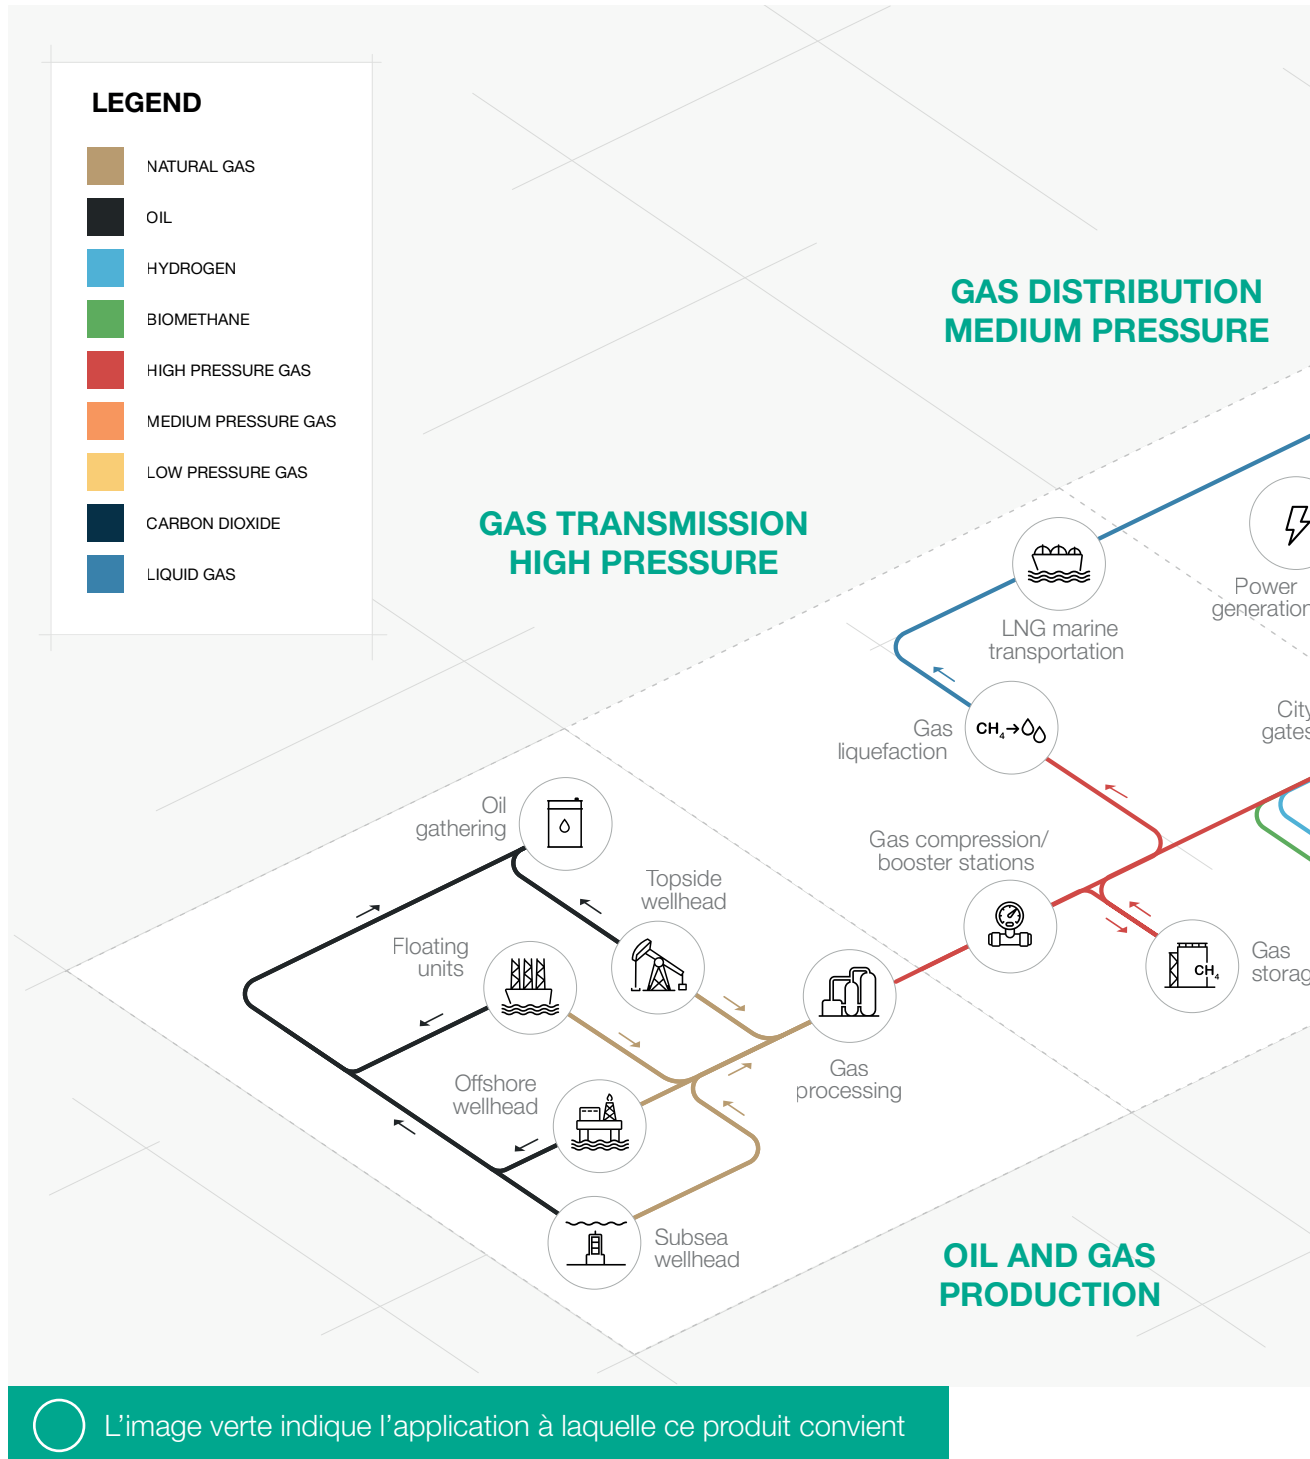 LEGEND
NATURAL GAS
OIL
HYDROGEN
BIOMETHANE
HIGH PRESSURE GAS
MEDIUM PRESSURE GAS
LOW PRESSURE GAS
CARBON DIOXIDE
LIQUID GAS
GAS DISTRIBUTION
MEDIUM PRESSURE
GAS TRANSMISSION
HIGH PRESSURE
Power
generation
LNG marine
transportation
City
gates
Gas
liquefaction
CH₄→
Oil
gathering
Gas compression/
booster stations
Topside
wellhead
Floating
units
Gas
storag
CH₄
Gas
processing
Offshore
wellhead
Subsea
wellhead
OIL AND GAS
PRODUCTION
L’image verte indique l’application à laquelle ce produit convient